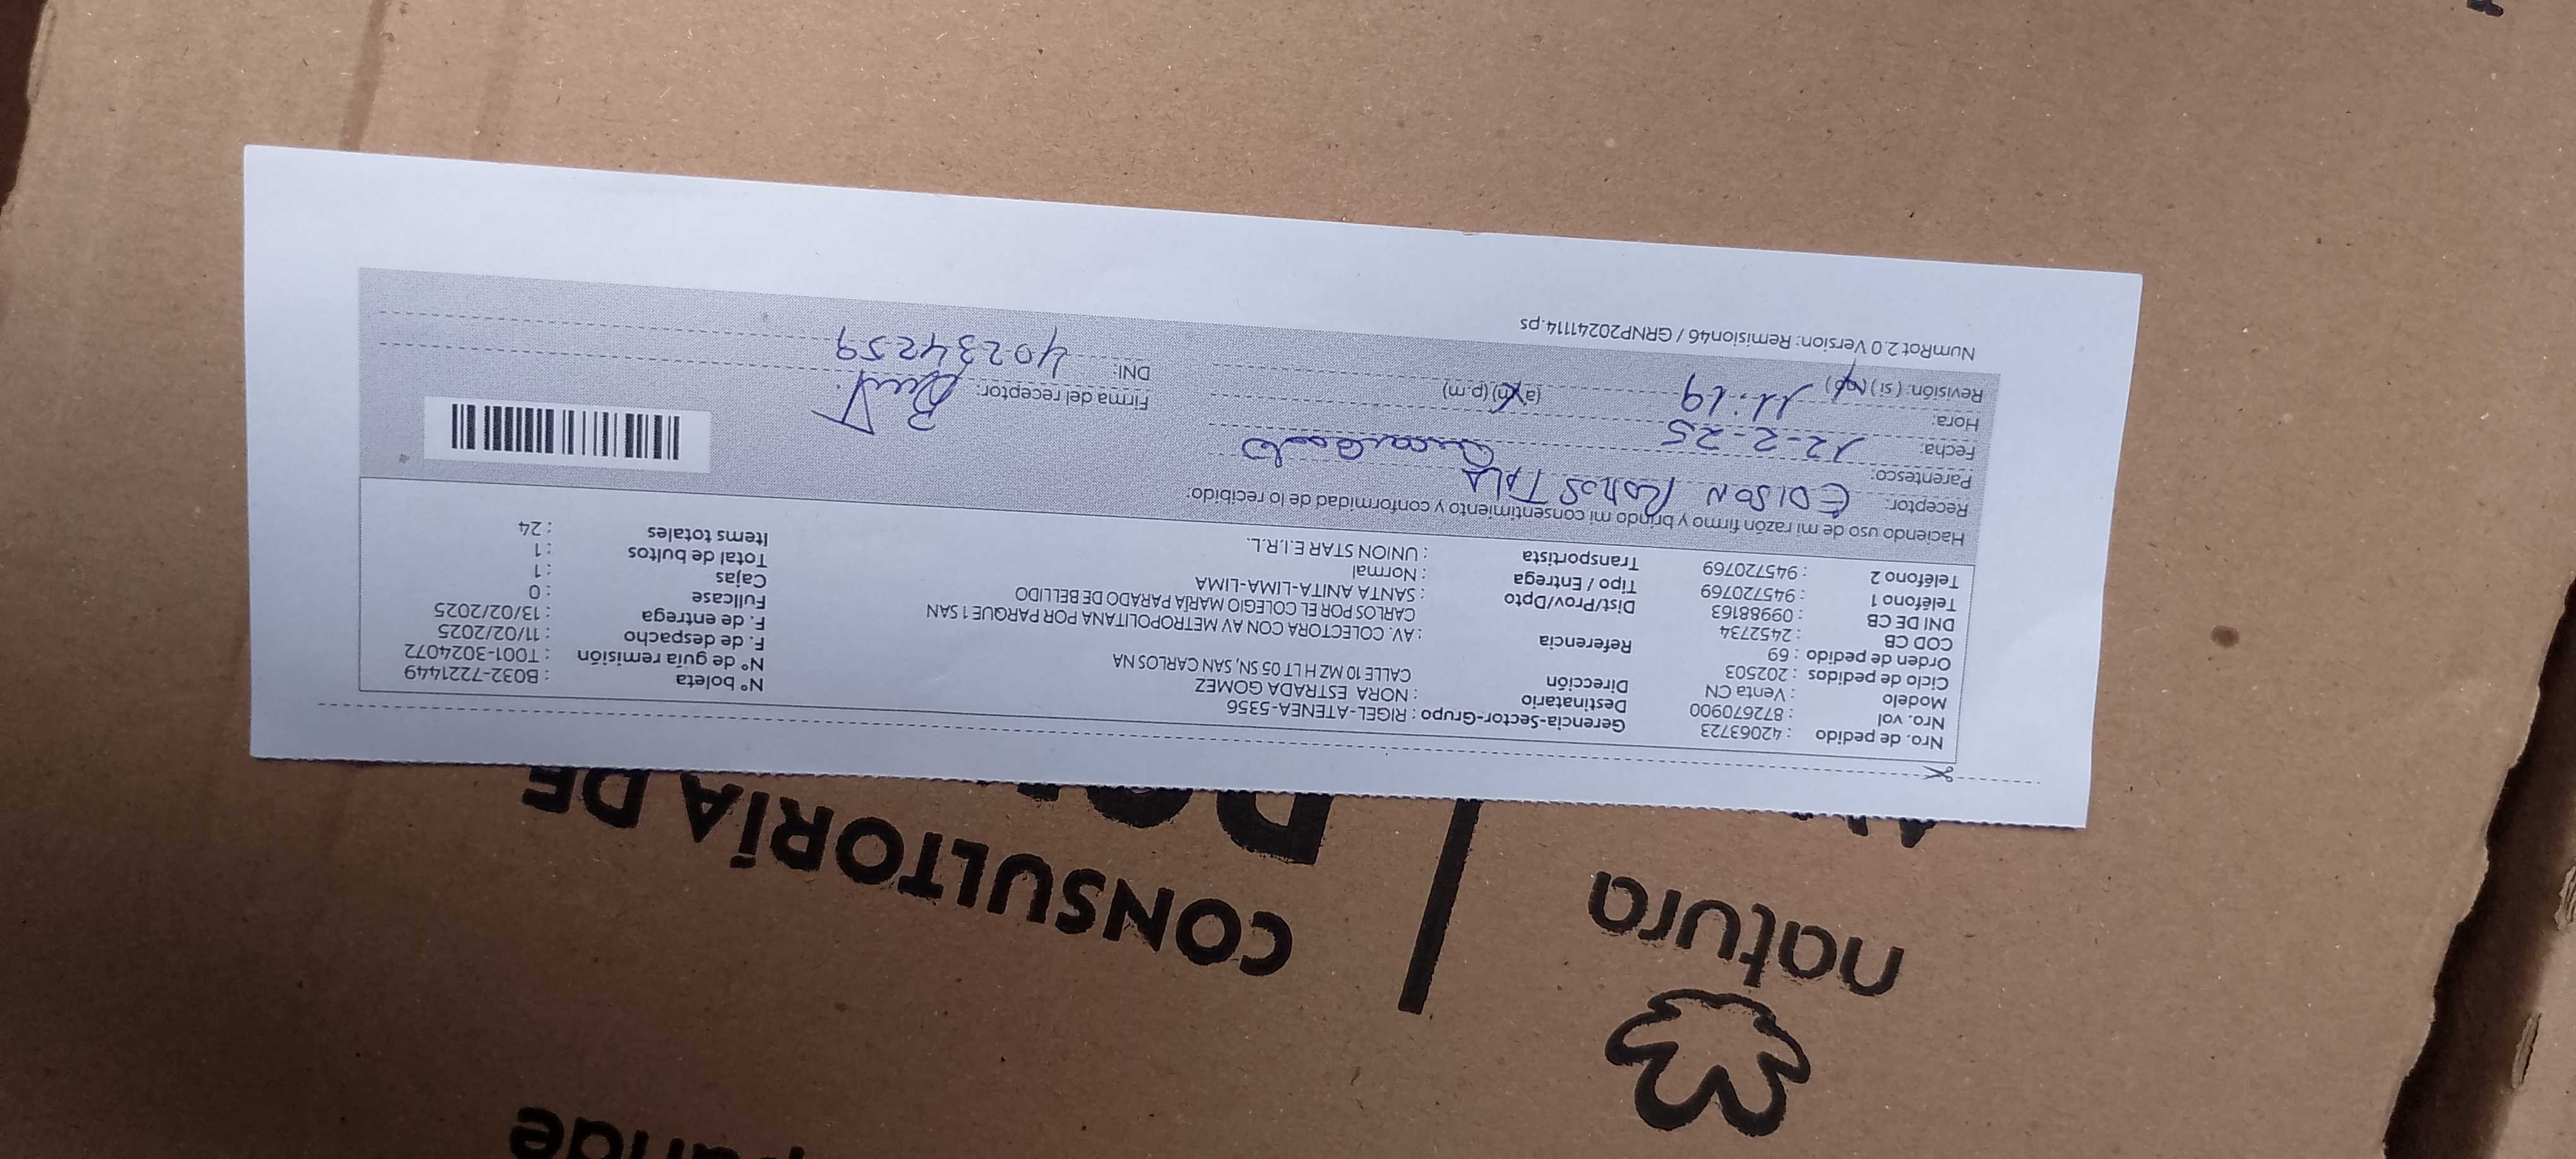 natura
CONSULTORÍA DE
Nro. de pedido : 42063723
Nro. vol : 872670900
Modelo : Venta CN
Ciclo de pedidos : 202503
Orden de pedido : 69
COD CB : 2452734
DNI DE CB : 09988163
Teléfono 1 : 945720769
Teléfono 2 : 945720769
Gerencia-Sector-Grupo : RIGEL-ATENEA-5356
Destinatario : NORA ESTRADA GOMEZ
Dirección CALLE 10 MZ H LT 05 SN, SAN CARLOS NA
Referencia : AV. COLECTORA CON AV METROPOLITANA POR PARQUE 1 SAN
CARLOS POR EL COLEGIO MARÍA PARADO DE BELLIDO
Dist/Prov/Dpto : SANTA ANITA-LIMA-LIMA
Tipo / Entrega : Normal
Transportista : UNION STAR E.I.R.L.
Nº boleta : B032-7221449
Nº de guía remisión : T001-3024072
F. de despacho : 11/02/2025
F. de entrega : 13/02/2025
Fullcase : 0
Cajas : 1
Total de bultos : 1
Items totales : 24
Haciendo uso de mi razón firmo y brindo mi consentimiento y conformidad de lo recibido:
Receptor: EDISON
Parentesco:
Fecha: 12-2-25
Hora: 11:19 (a.m) (p.m)
Revisión: (si) (no)
Firma del receptor:
DNI: 40234259
NumRot 2.0 Version: Remision46 / GRNP20241114.ps